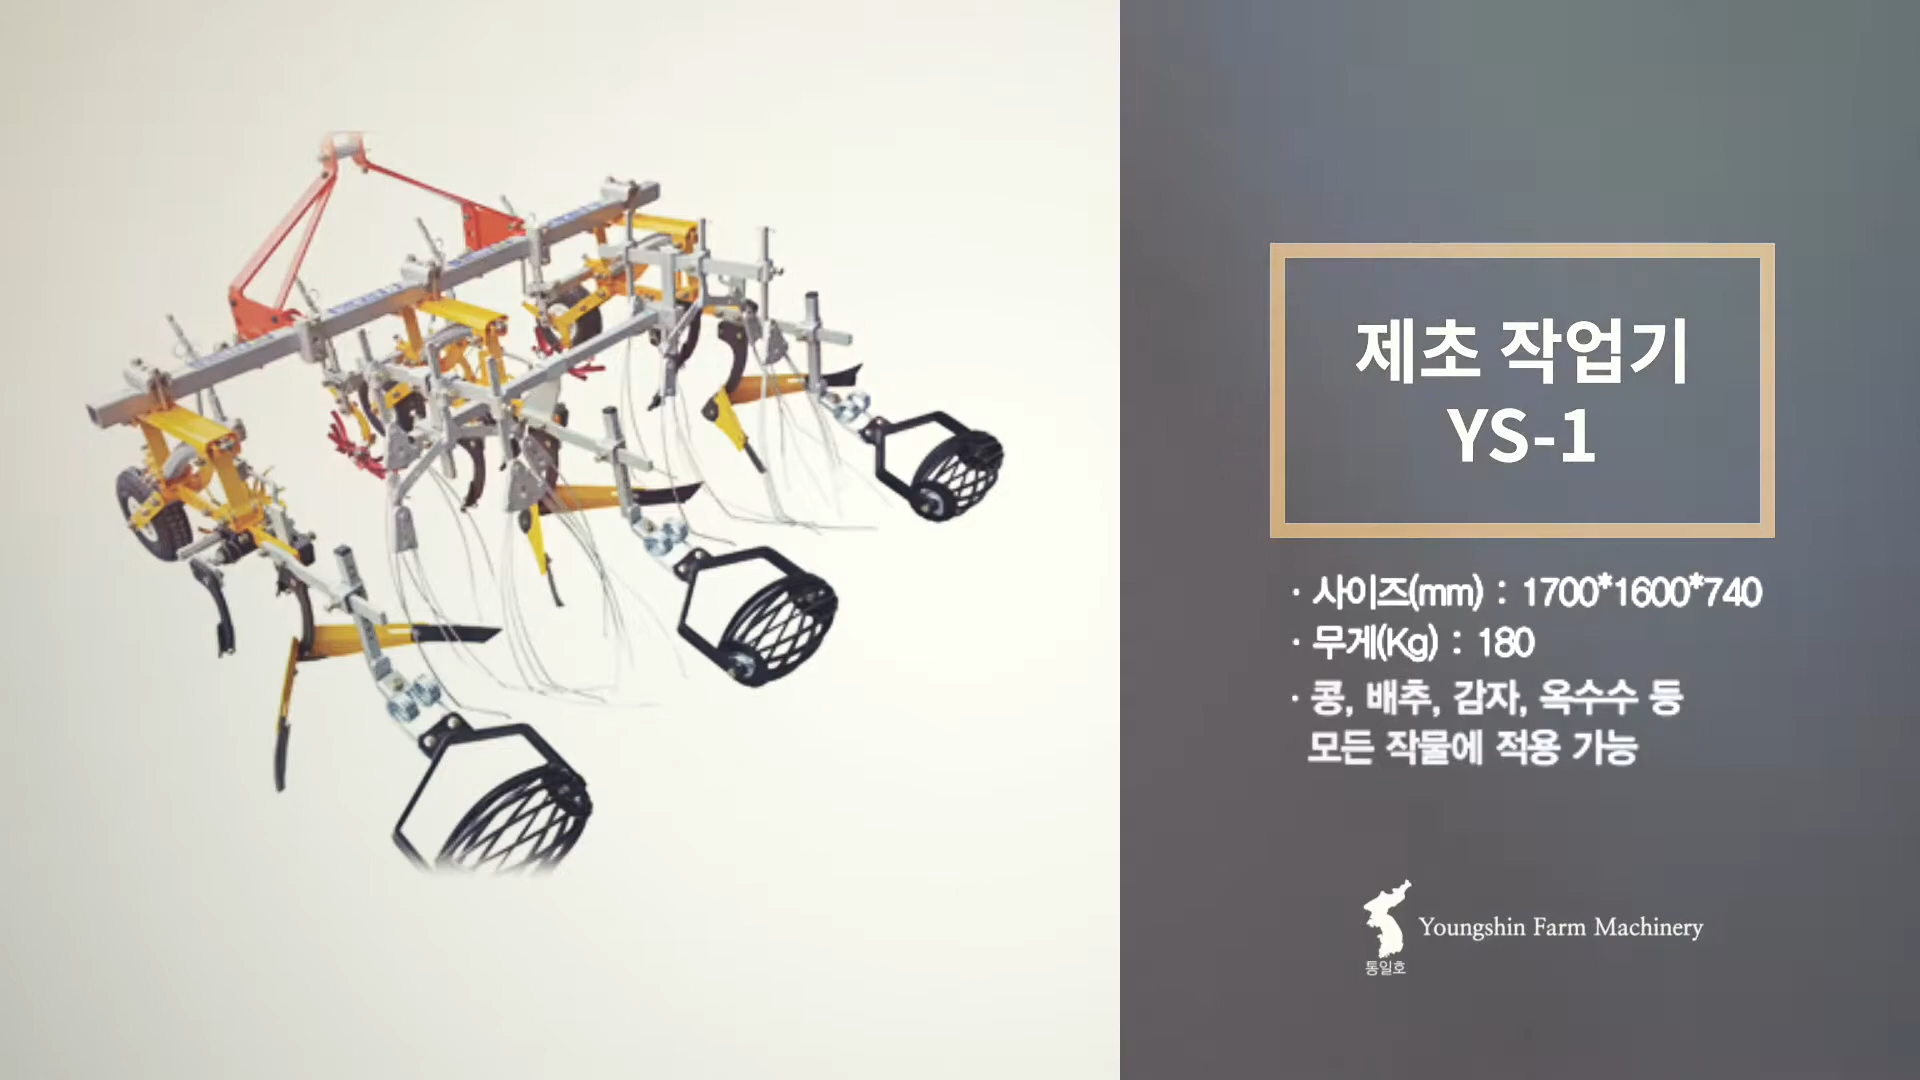 제초 작업기
YS-1
· 사이즈(mm) : 1700*1600*740
· 무게(Kg) : 180
· 콩, 배추, 감자, 옥수수 등
모든 작물에 적용 가능
Youngshin Farm Machinery
통일호